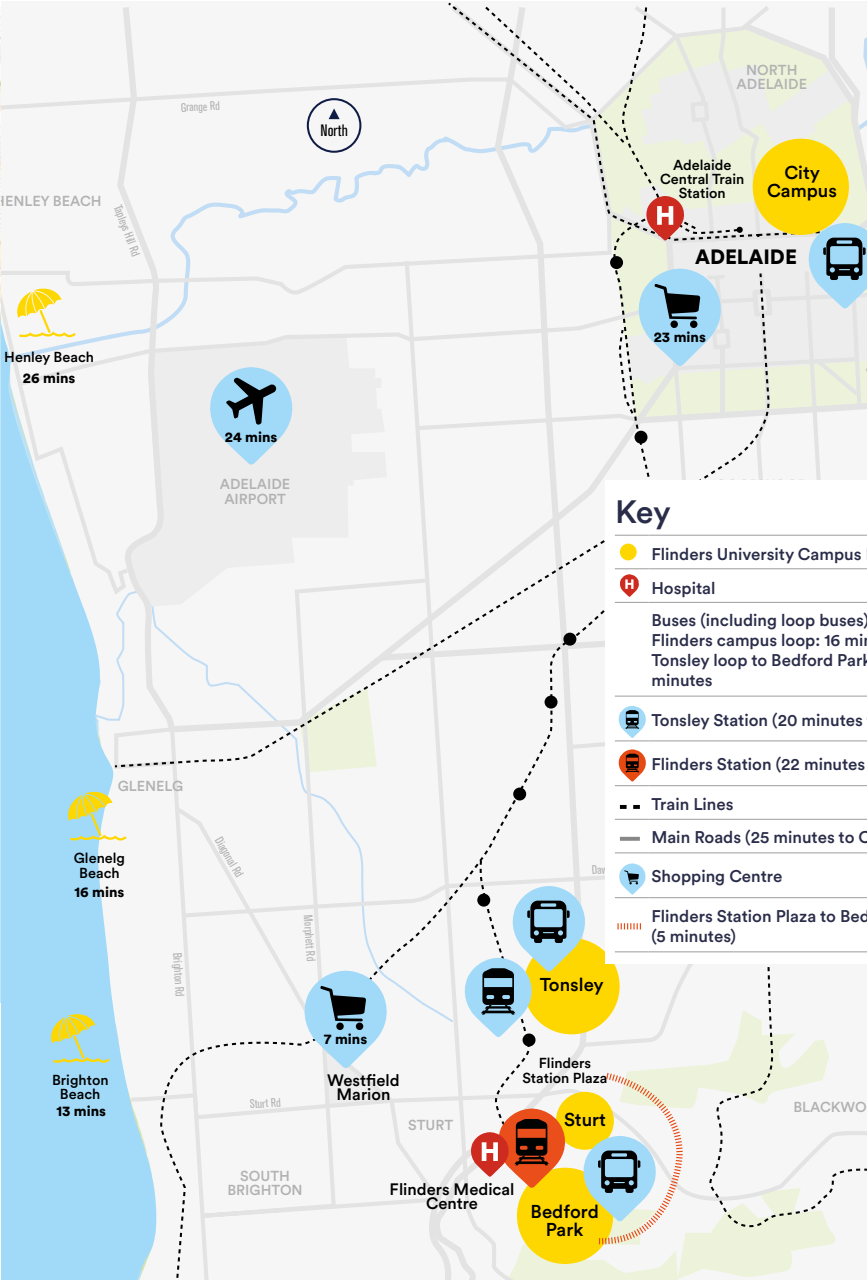 NORTH
ADELAIDE
Grange Rd
North
Adelaide
Central Train
Station
H
City
Campus
HENLEY BEACH
Tapleys Hill Rd
ADELAIDE
23 mins
Henley Beach
26 mins
24 mins
ADELAIDE
AIRPORT
Key
Flinders University Campus
H
Hospital
Buses (including loop buses)
Flinders campus loop: 16 min
Tonsley loop to Bedford Park
minutes
Tonsley Station (20 minutes
Flinders Station (22 minutes
Train Lines
Main Roads (25 minutes to C
Shopping Centre
Flinders Station Plaza to Bed
(5 minutes)
GLENELG
Glenelg
Beach
16 mins
Diagonal Rd
Daw
Morphett Rd
Brighton Rd
Tonsley
7 mins
Westfield
Marion
Brighton
Beach
13 mins
Flinders
Station Plaza
Sturt Rd
STURT
Sturt
BLACKWO
H
SOUTH
BRIGHTON
Flinders Medical
Centre
Bedford
Park